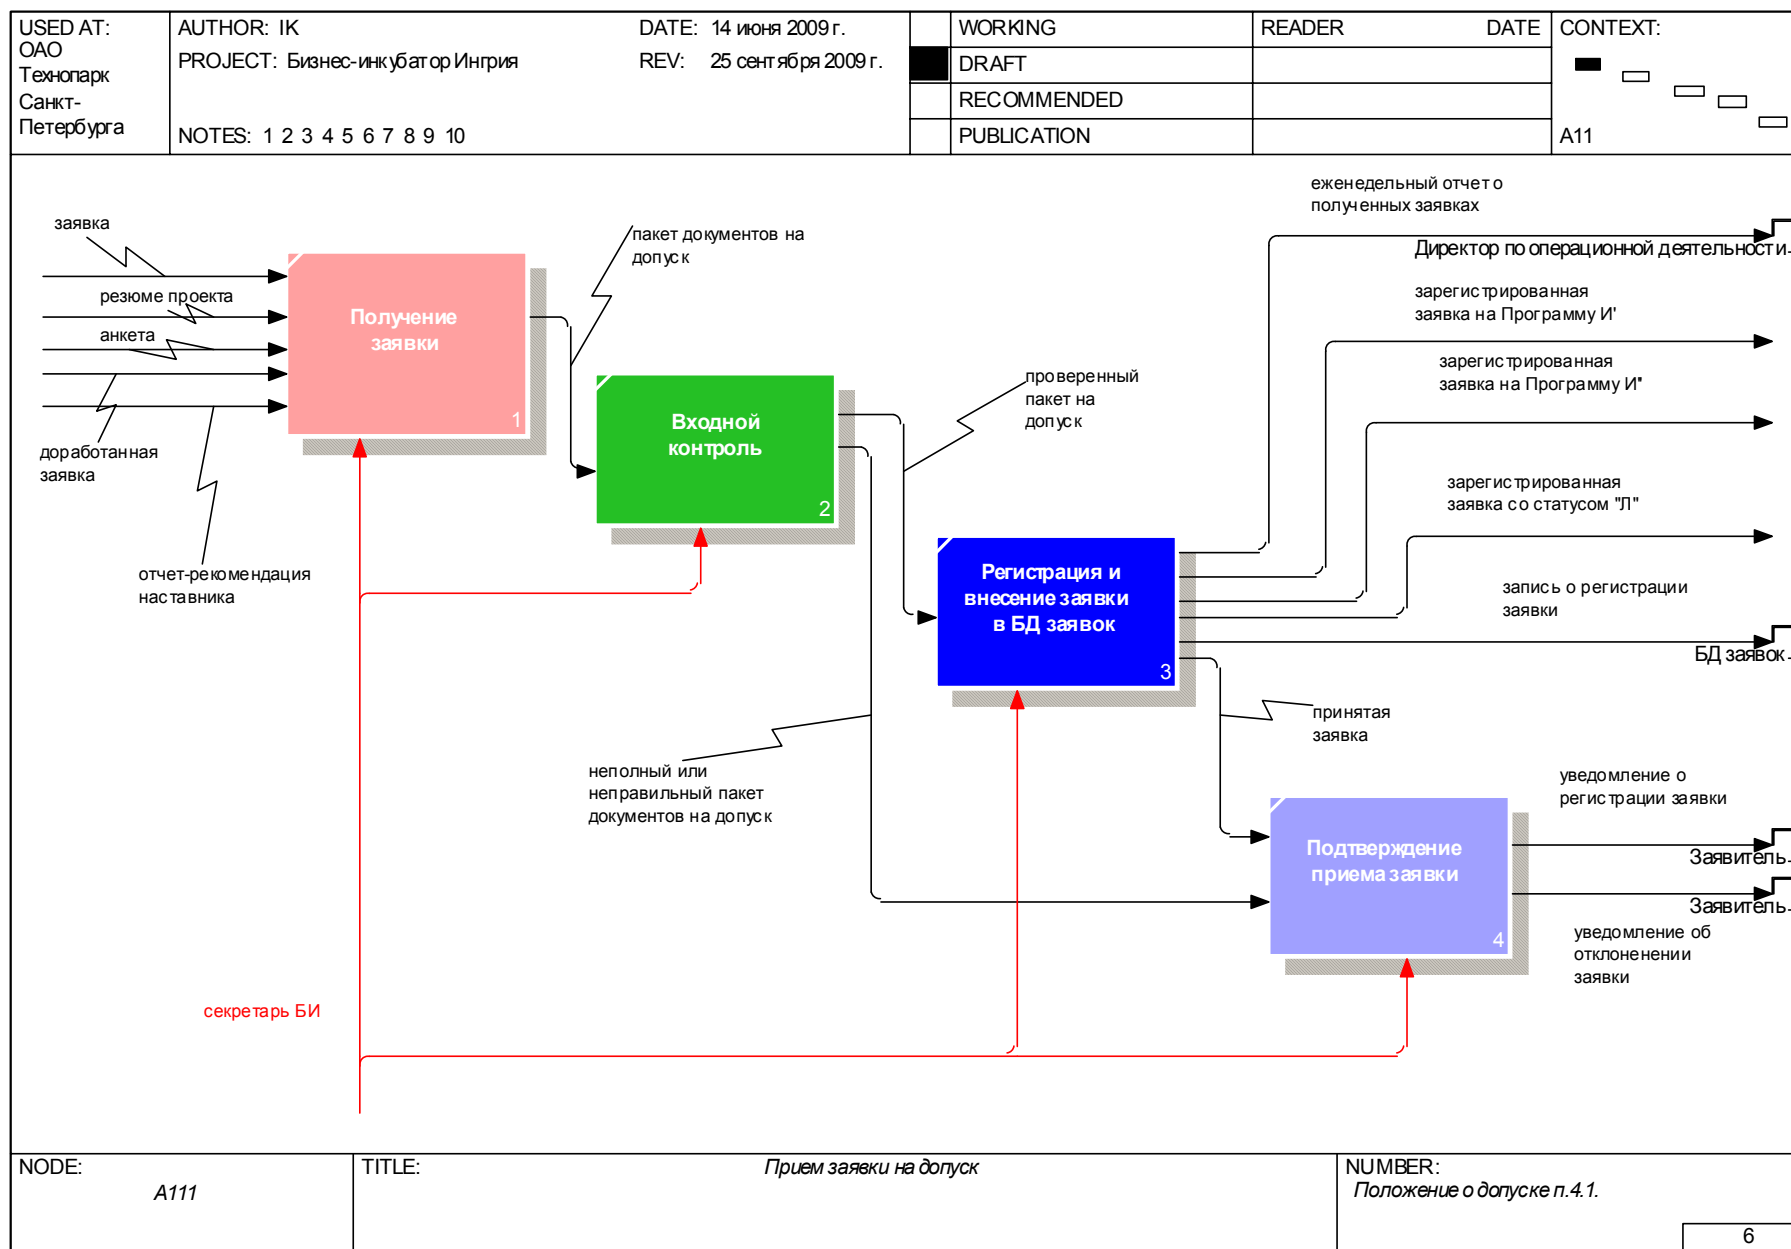 USED AT:
ОАО
Технопарк
Санкт-
Петербурга
AUTHOR: IK
DATE: 14 июня 2009 г.
PROJECT: Бизнес-инкубатор Ингрия
REV: 25 сентября 2009 г.
NOTES: 1 2 3 4 5 6 7 8 9 10
WORKING
DRAFT
RECOMMENDED
PUBLICATION
READER DATE
CONTEXT:
A11
заявка
резюме проекта
анкета
доработанная
заявка
отчет-рекомендация
наставника
Получение
заявки
1
пакет документов на
допуск
Входной
контроль
2
проверенный
пакет на
допуск
неполный или
неправильный пакет
документов на допуск
Регистрация и
внесение заявки
в БД заявок
3
еженедельный отчет о
полученных заявках
Директор по операционной деятельности
зарегистрированная
заявка на Программу И'
зарегистрированная
заявка на Программу И"
зарегистрированная
заявка со статусом "Л"
запись о регистрации
заявки
БД заявок
принятая
заявка
Подтверждение
приема заявки
4
уведомление о
регистрации заявки
Заявитель
Заявитель
уведомление об
отклоненении
заявки
секретарь БИ
NODE:
A111
TITLE:
Прием заявки на допуск
NUMBER:
Положение о допуске п.4.1.
6